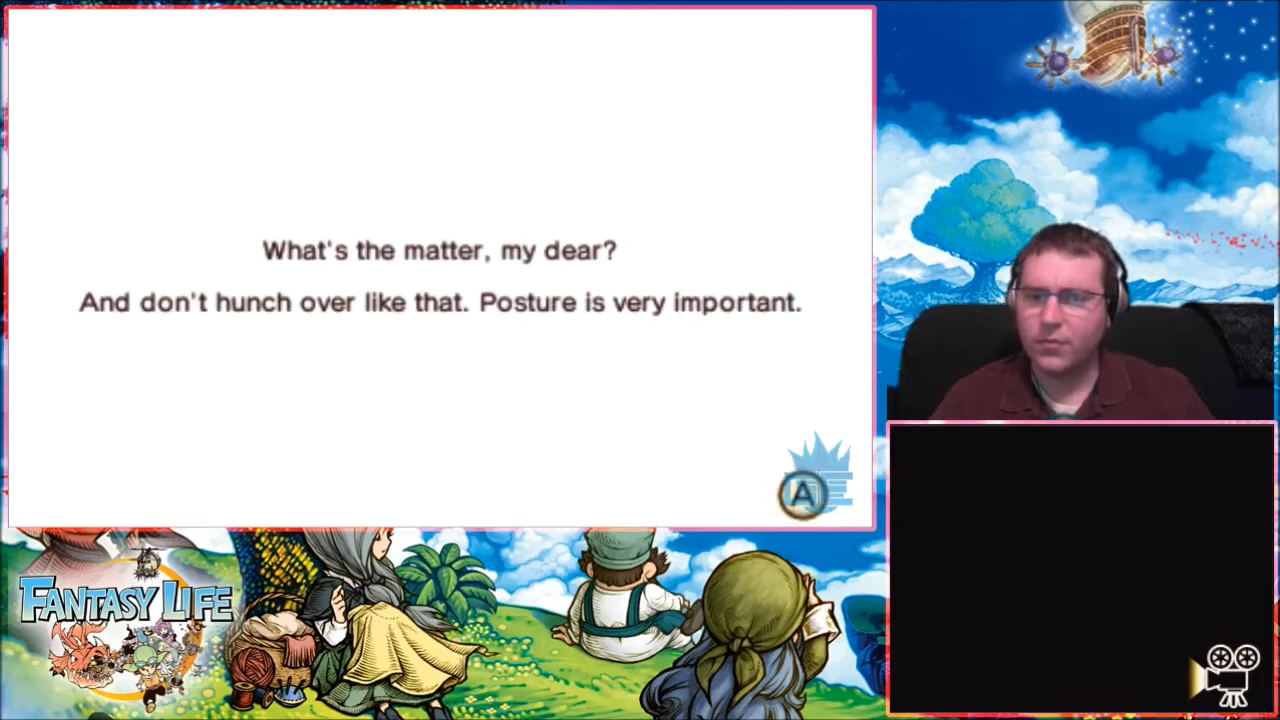 What's the matter, my dear?
And don't hunch over like that. Posture is very important.
A
FANTASY LIFE